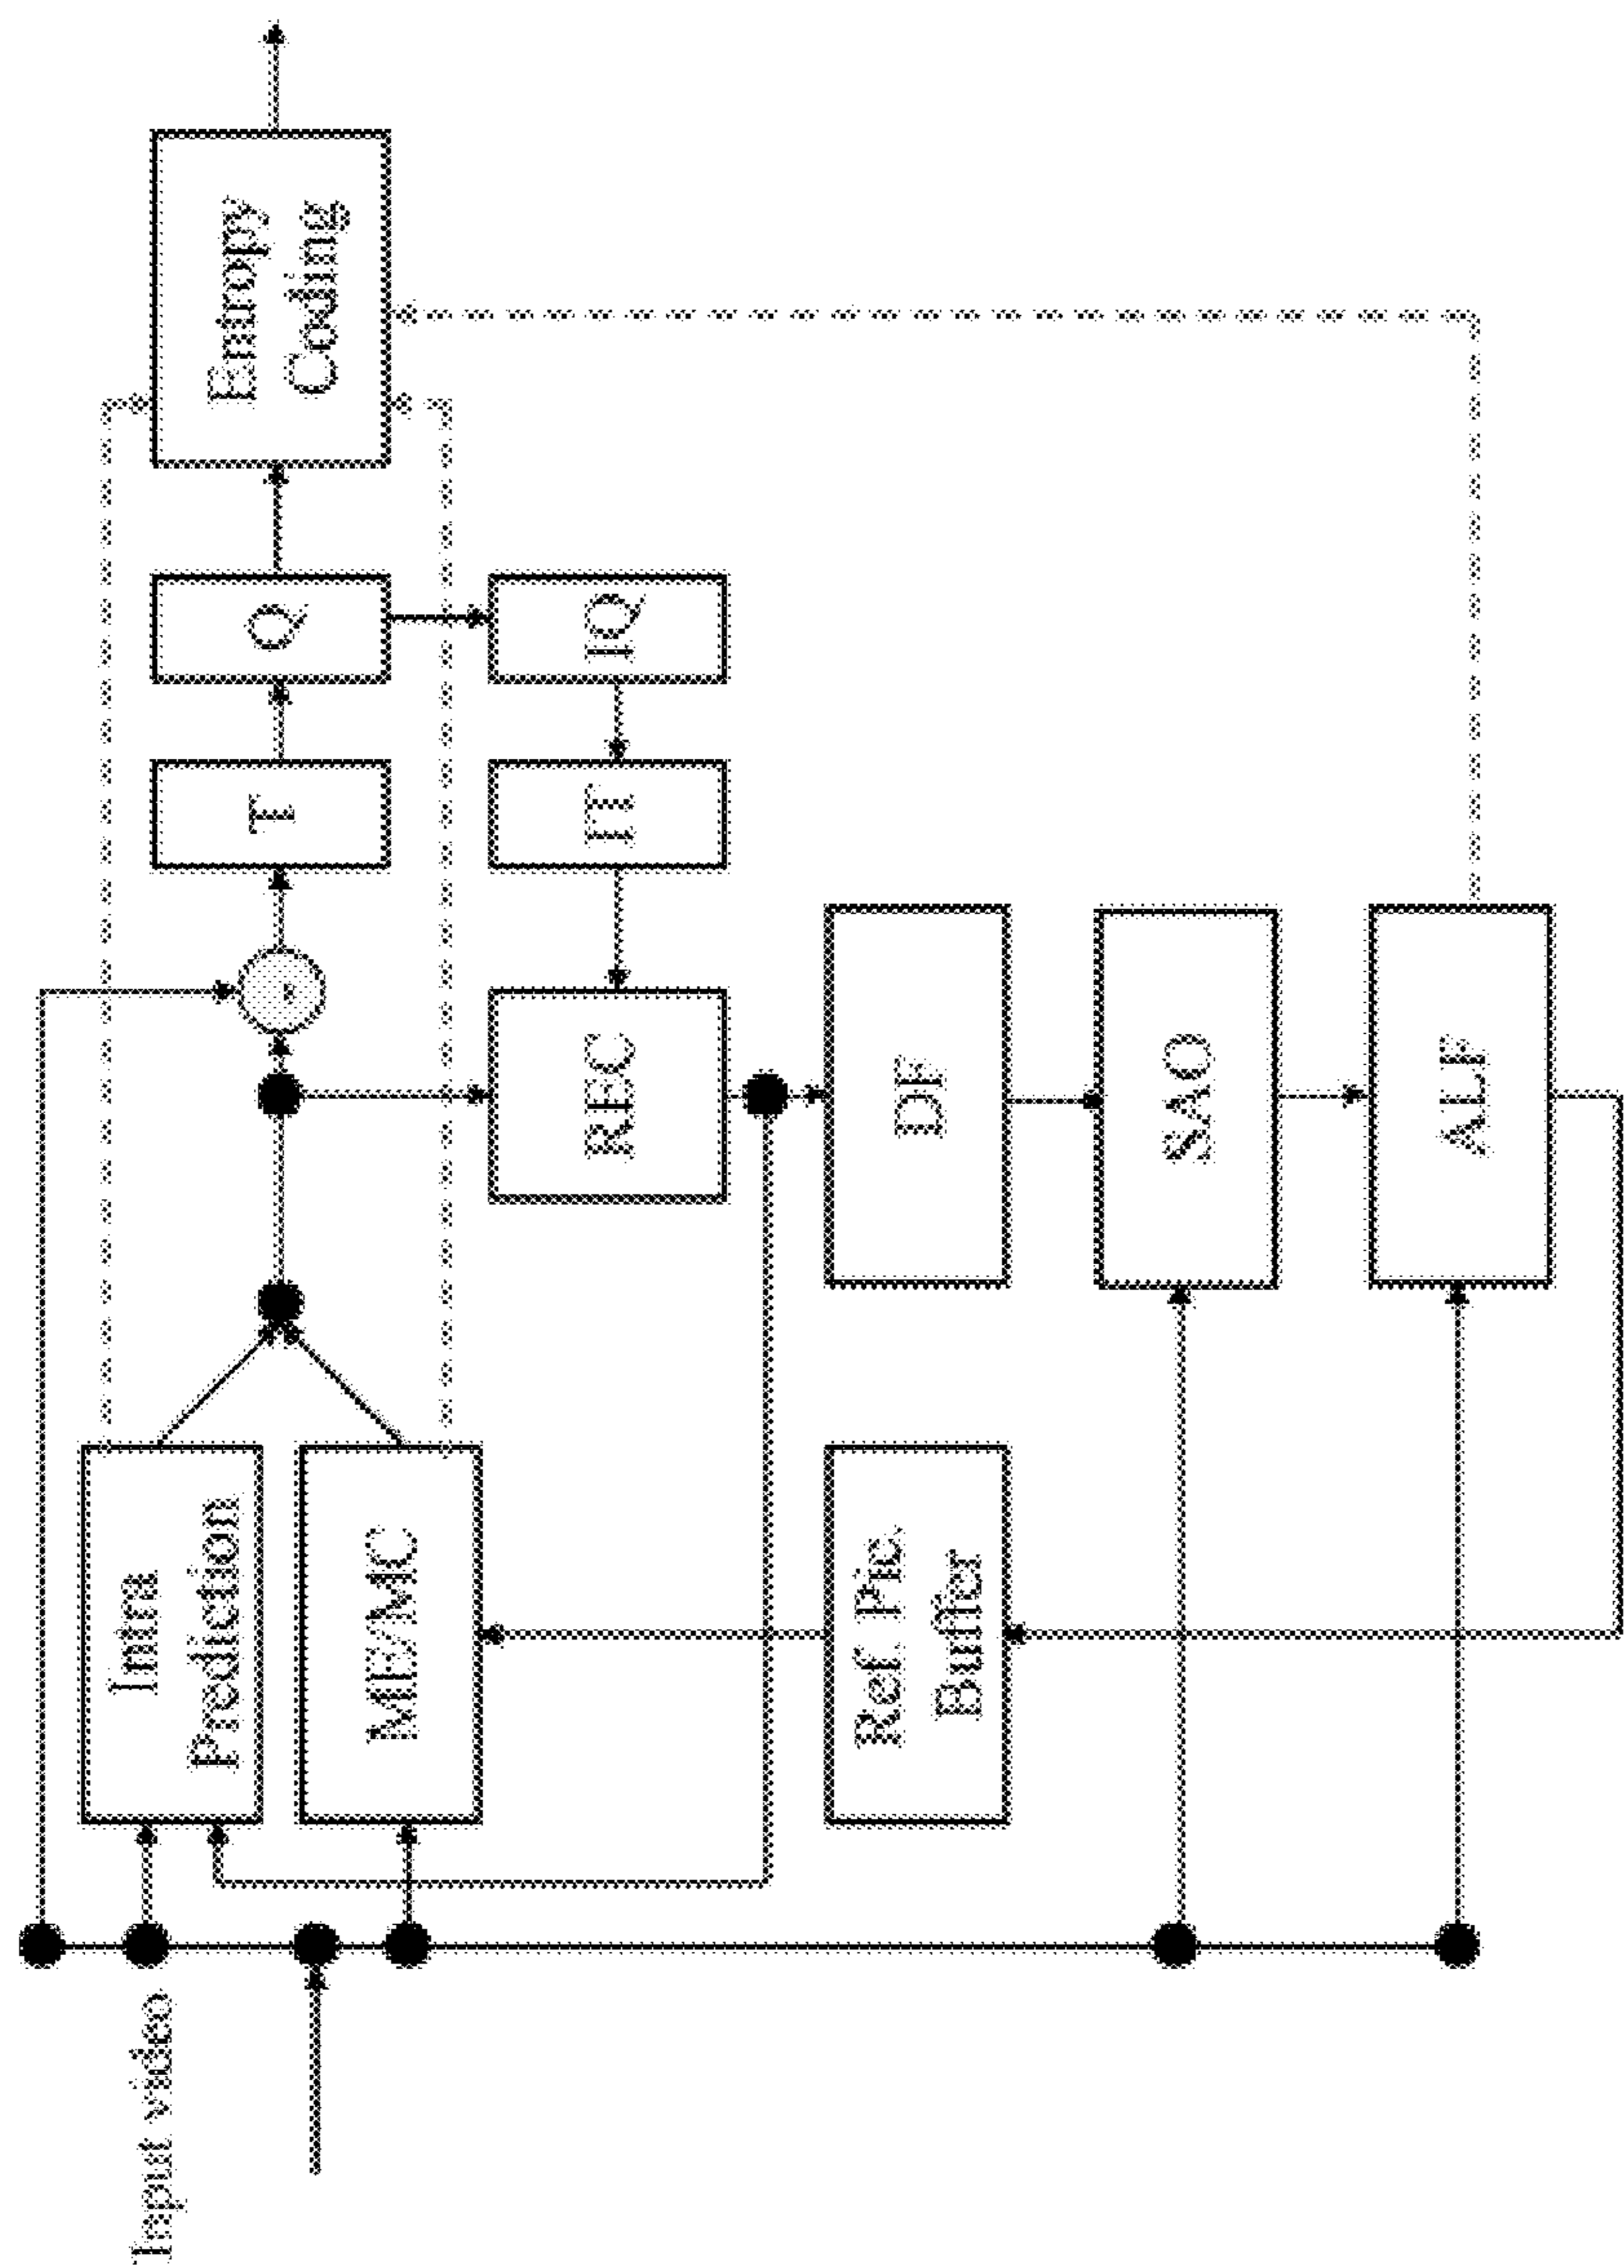 Input video
Intra
Prediction
ME/MC
Ref. Pic.
Buffer
-
T
Q
Entropy
Coding
REC
IT
IQ
DF
SAO
ALF